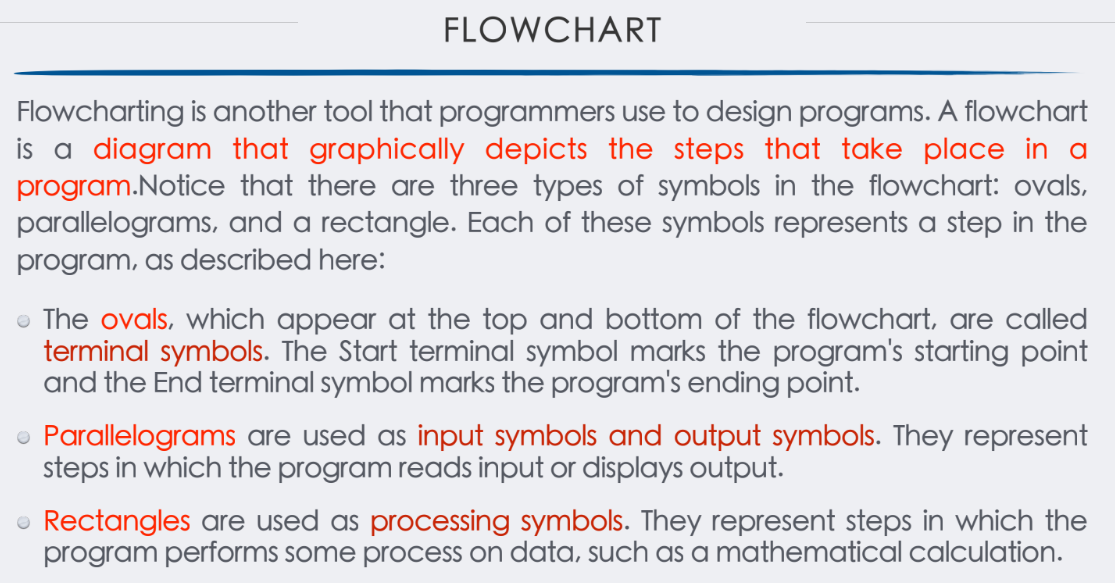 FLOWCHART
Flowcharting is another tool that programmers use to design programs. A flowchart
is a diagram that graphically depicts the steps that take place in a
program.Notice that there are three types of symbols in the flowchart: ovals,
parallelograms, and a rectangle. Each of these symbols represents a step in the
program, as described here:
The ovals, which appear at the top and bottom of the flowchart, are called
terminal symbols. The Start terminal symbol marks the program's starting point
and the End terminal symbol marks the program's ending point.
Parallelograms are used as input symbols and output symbols. They represent
steps in which the program reads input or displays output.
Rectangles are used as processing symbols. They represent steps in which the
program performs some process on data, such as a mathematical calculation.